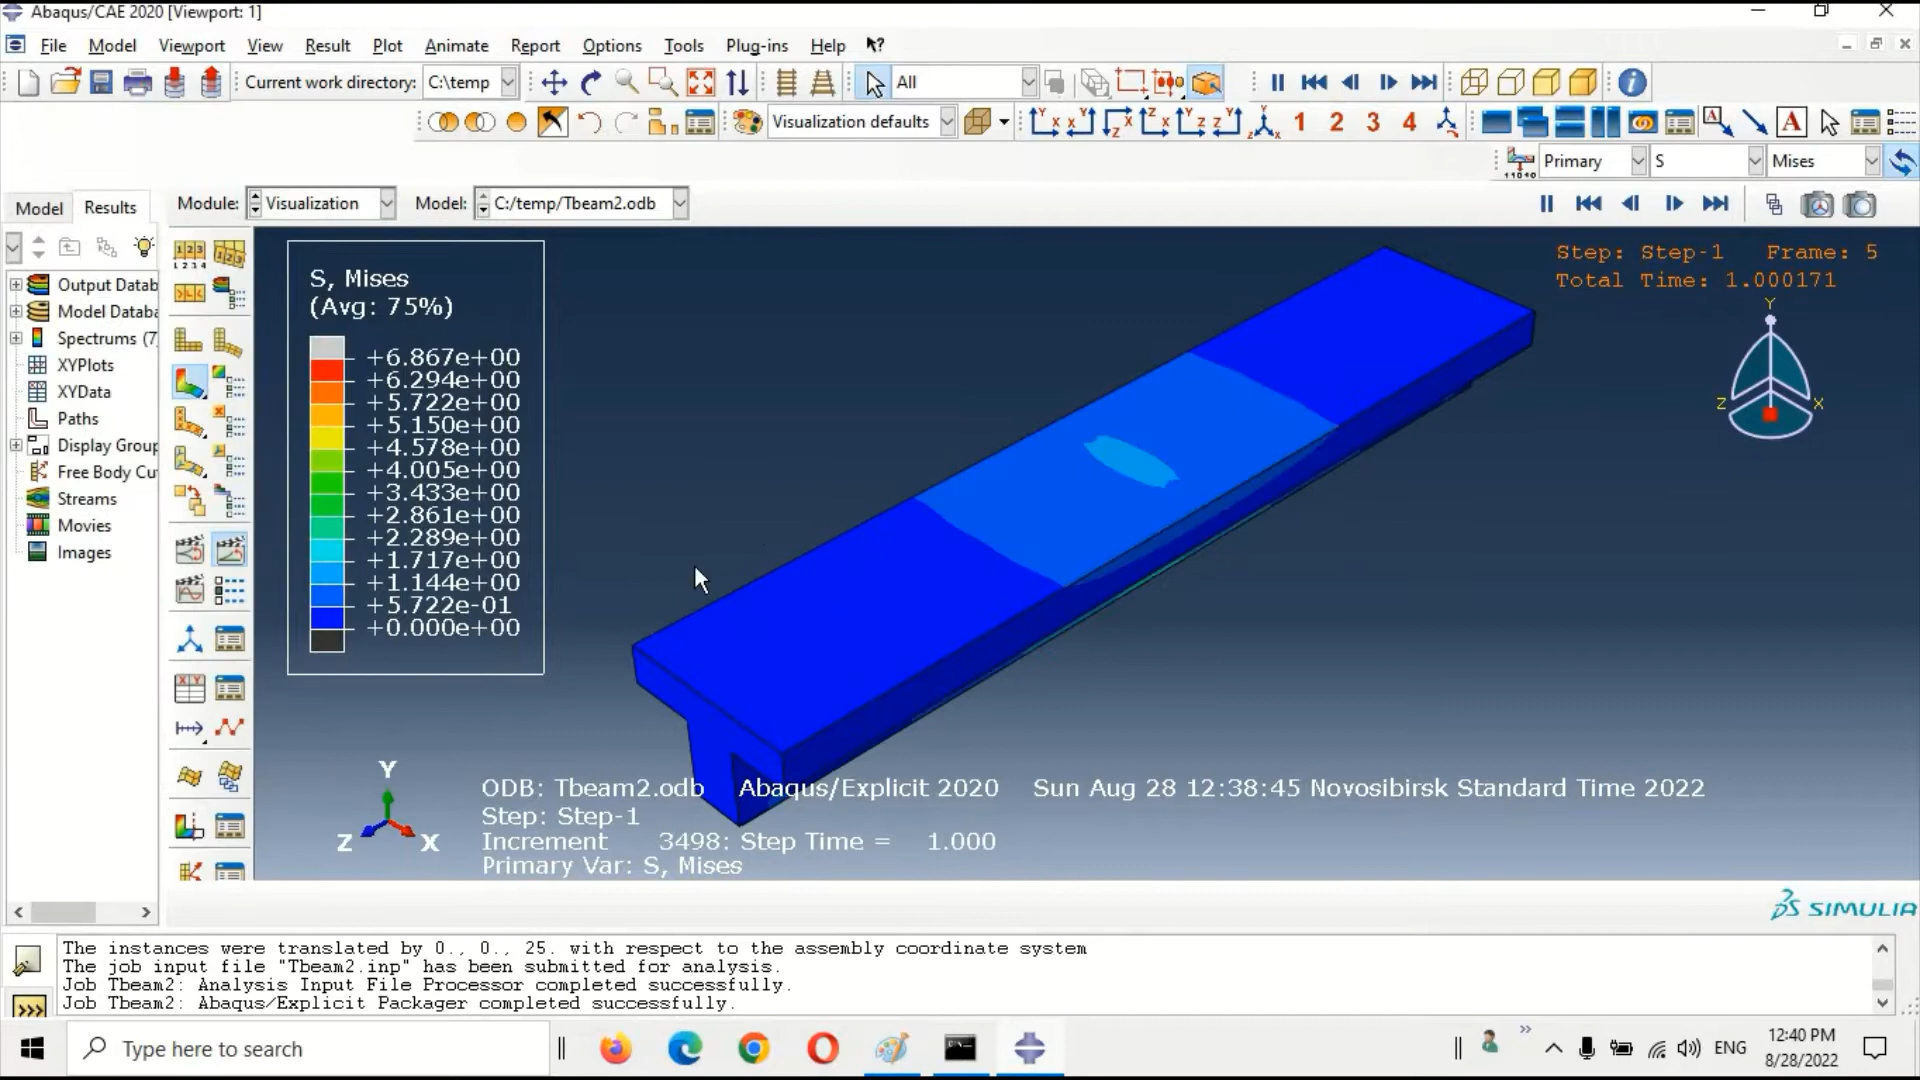 Abaqus/CAE 2020 [Viewport: 1]
File Model Viewport View Result Plot Animate Report Options Tools Plug-ins Help
Current work directory: C:\temp All
Visualization defaults 1 2 3 4
Primary S Mises
Model Results Module: Visualization Model: C:/temp/Tbeam2.odb
Output Datab
Model Databa
Spectrums (7
XYPlots
XYData
Paths
Display Group
Free Body Cu
Streams
Movies
Images
S, Mises
(Avg: 75%)
+6.867e+00
+6.294e+00
+5.722e+00
+5.150e+00
+4.578e+00
+4.005e+00
+3.433e+00
+2.861e+00
+2.289e+00
+1.717e+00
+1.144e+00
+5.722e-01
+0.000e+00
Step: Step-1 Frame: 5
Total Time: 1.000171
Y
Z X
Y
Z X
ODB: Tbeam2.odb Abaqus/Explicit 2020 Sun Aug 28 12:38:45 Novosibirsk Standard Time 2022
Step: Step-1
Increment 3498: Step Time = 1.000
Primary Var: S, Mises
SIMULIA
The instances were translated by 0., 0., 25. with respect to the assembly coordinate system
The job input file "Tbeam2.inp" has been submitted for analysis.
Job Tbeam2: Analysis Input File Processor completed successfully.
Job Tbeam2: Abaqus/Explicit Packager completed successfully.
Type here to search
ENG
12:40 PM
8/28/2022